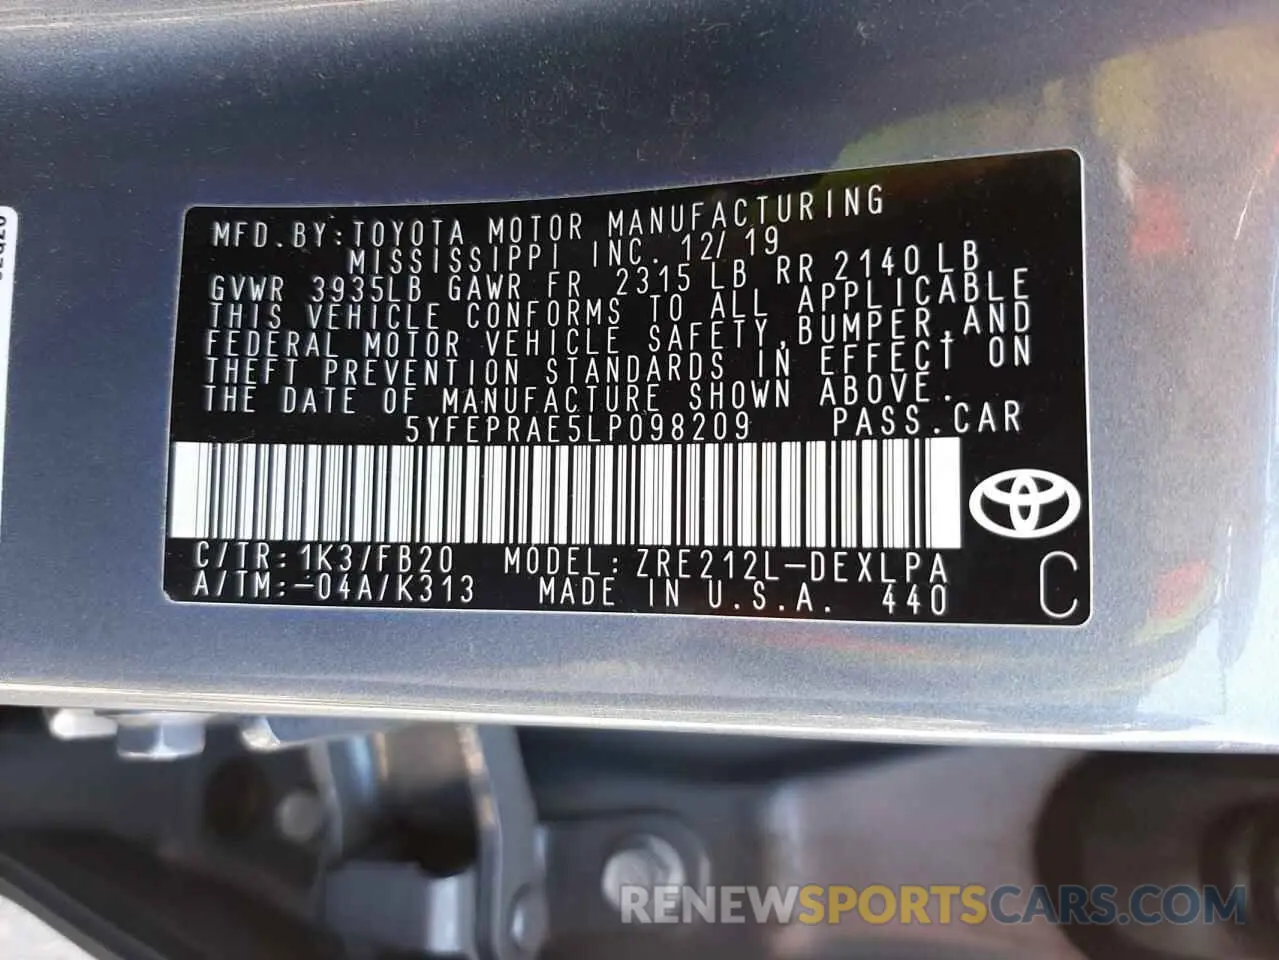 MFD.BY:TOYOTA MOTOR MANUFACTURING
MISSISSIPPI INC. 12/19
GVWR 3935LB GAWR FR 2315 LB RR 2140 LB
THIS VEHICLE CONFORMS TO ALL APPLICABLE
FEDERAL MOTOR VEHICLE SAFETY,BUMPER,AND
THEFT PREVENTION STANDARDS IN EFFECT ON
THE DATE OF MANUFACTURE SHOWN ABOVE.
5YFEPRAE5LP098209 PASS.CAR
C/TR:1K3/FB20 MODEL:ZRE212L-DEXLPA
A/TM:-04A/K313 MADE IN U.S.A. 440
C
RENEWSPORTSCARS.COM